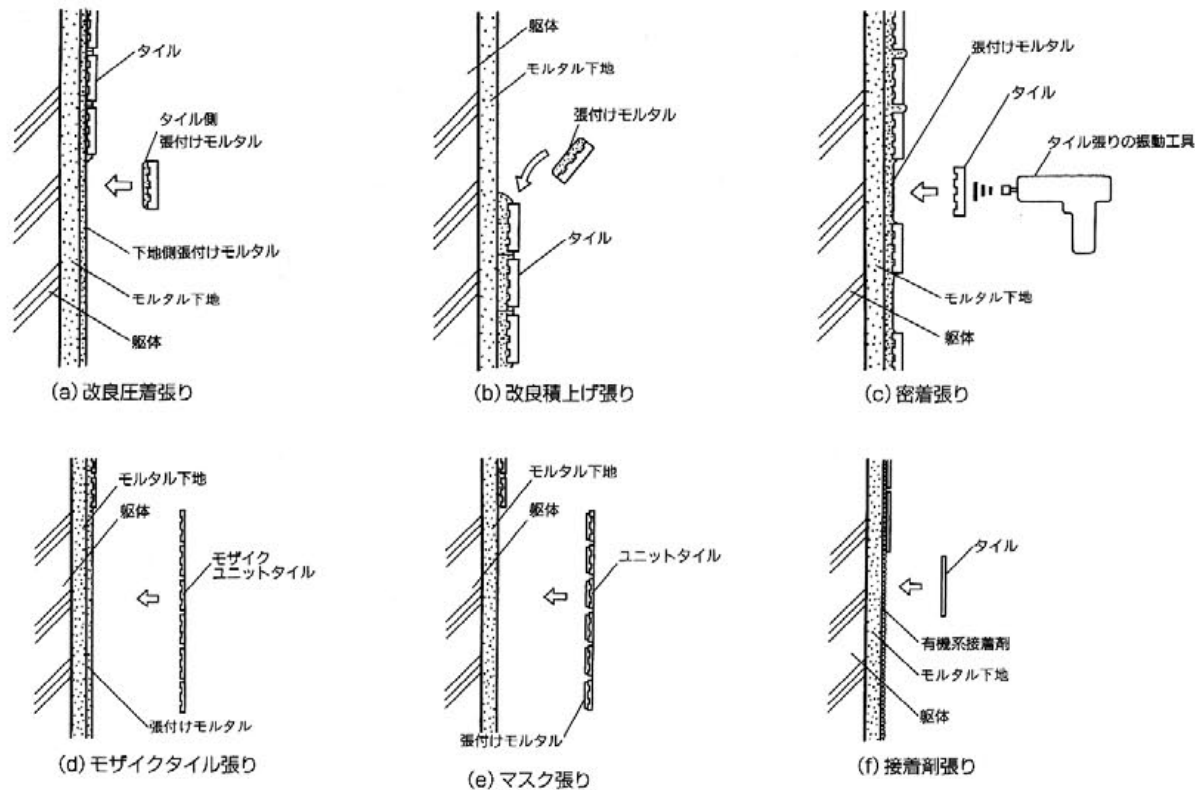 タイル
タイル側
張付けモルタル
下地側張付けモルタル
モルタル下地
躯体
(a) 改良圧着張り
躯体
モルタル下地
張付けモルタル
タイル
(b) 改良積上げ張り
張付けモルタル
タイル
タイル張りの振動工具
モルタル下地
躯体
(c) 密着張り
モルタル下地
躯体
モザイク
ユニットタイル
張付けモルタル
(d) モザイクタイル張り
モルタル下地
躯体
ユニットタイル
張付けモルタル
(e) マスク張り
タイル
有機系接着剤
モルタル下地
躯体
(f) 接着剤張り